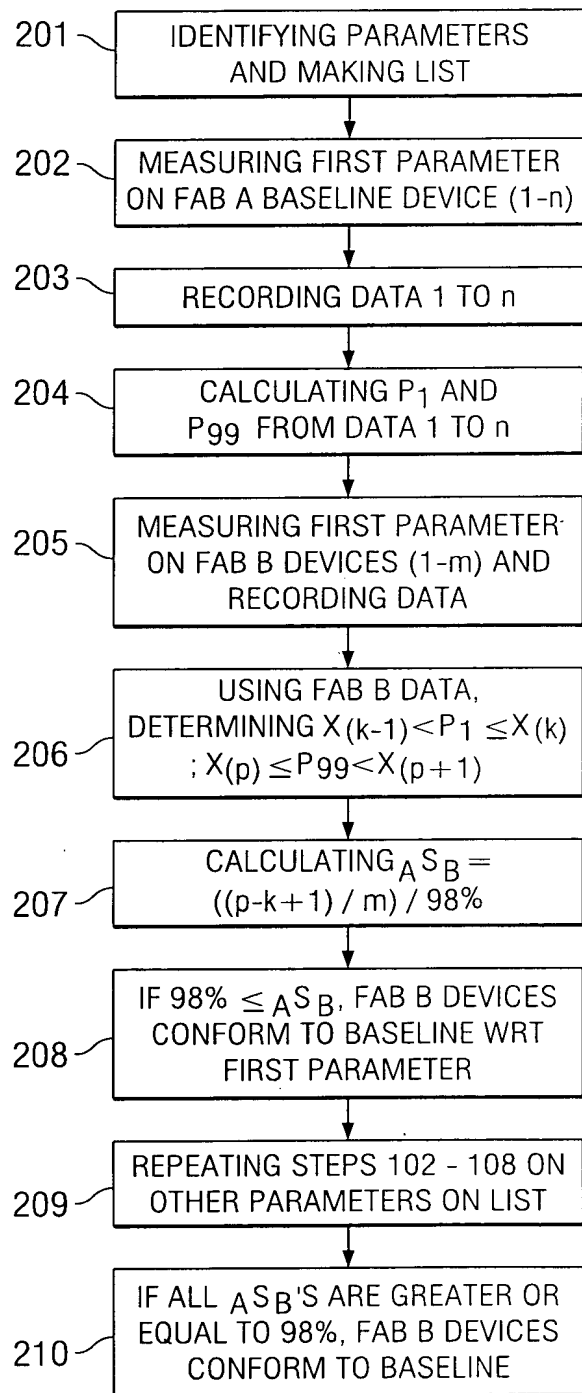 201
IDENTIFYING PARAMETERS
AND MAKING LIST
202
MEASURING FIRST PARAMETER
ON FAB A BASELINE DEVICE (1-n)
203
RECORDING DATA 1 TO n
204
CALCULATING P1 AND
P99 FROM DATA 1 TO n
205
MEASURING FIRST PARAMETER
ON FAB B DEVICES (1-m) AND
RECORDING DATA
206
USING FAB B DATA,
DETERMINING X(k-1)<P1 ≤X(k)
; X(p) ≤P99<X(p+1)
207
CALCULATING ASB =
((p-k+1) / m) / 98%
208
IF 98% ≤ ASB, FAB B DEVICES
CONFORM TO BASELINE WRT
FIRST PARAMETER
209
REPEATING STEPS 102 - 108 ON
OTHER PARAMETERS ON LIST
210
IF ALL ASB'S ARE GREATER OR
EQUAL TO 98%, FAB B DEVICES
CONFORM TO BASELINE